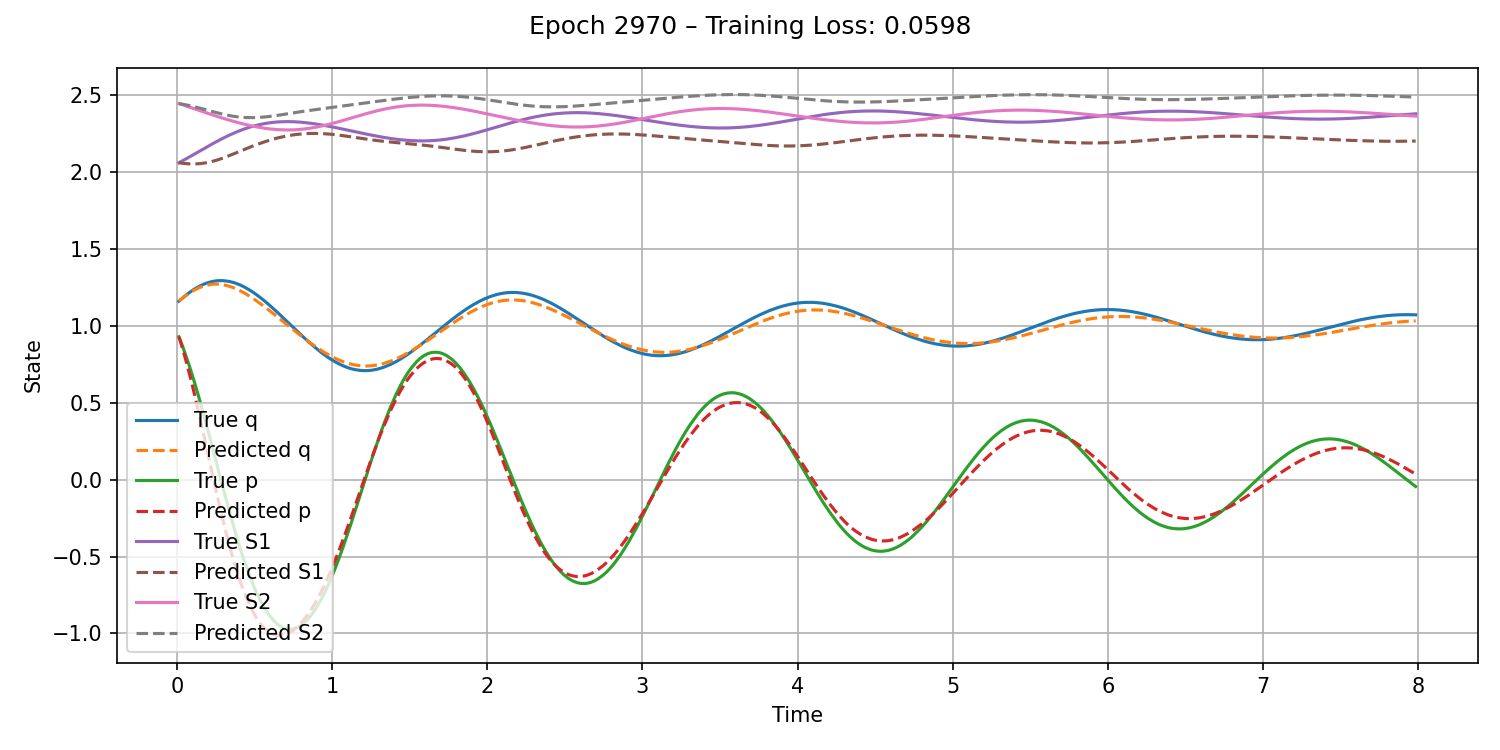 Epoch 2970 – Training Loss: 0.0598
State
2.5
2.0
1.5
1.0
0.5
0.0
−0.5
−1.0
True q
Predicted q
True p
Predicted p
True S1
Predicted S1
True S2
Predicted S2
0 1 2 3 4 5 6 7 8
Time